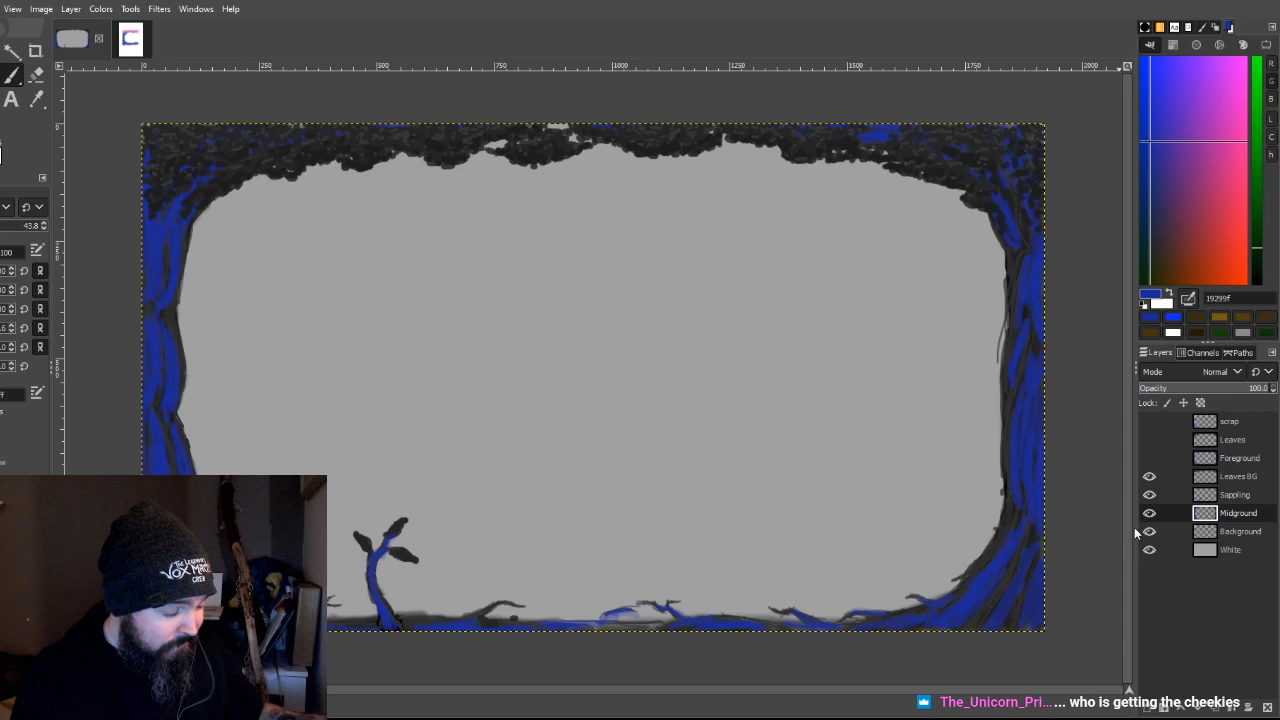 View Image Layer Colors Tools Filters Windows Help
0 250 500 750 1000 1250 1500 1750 2000
43.8
100
R
G
B
L
C
h
19299f
Layers Channels Paths
Mode Normal
Opacity 100.0
Lock:
scrap
Leaves
Foreground
Leaves BG
Sappling
Midground
Background
White
CREW
The_Unicorn_Pri... ... who is getting the cheekies